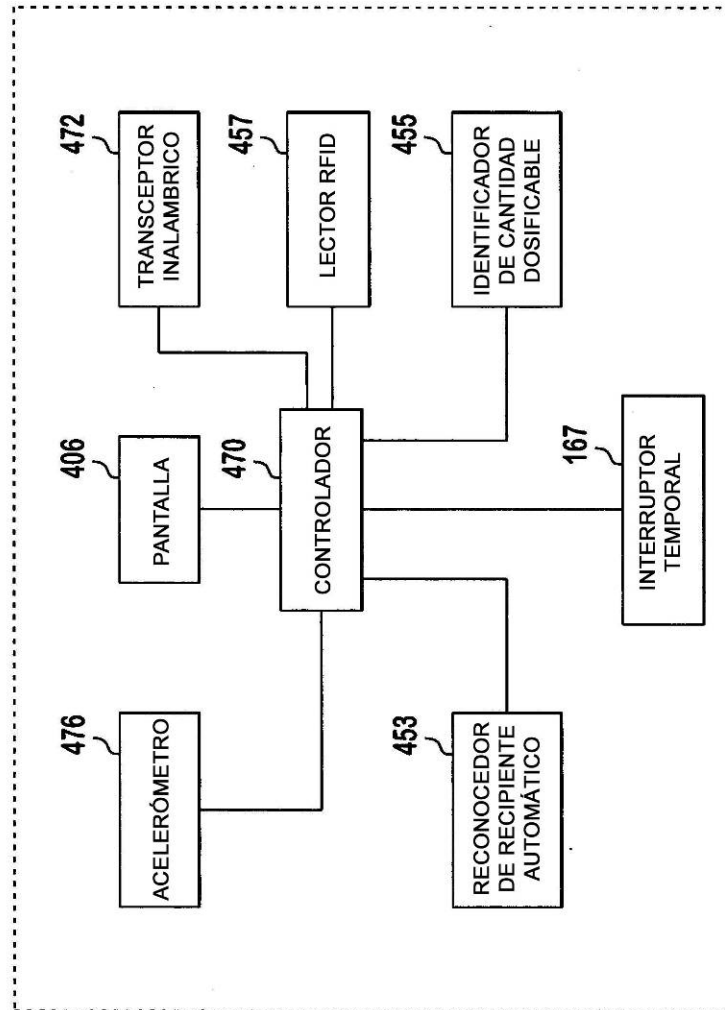 476
ACELERÓMETRO
406
PANTALLA
472
TRANSCEPTOR
INALAMBRICO
470
CONTROLADOR
457
LECTOR RFID
453
RECONOCEDOR
DE RECIPIENTE
AUTOMÁTICO
167
INTERRUPTOR
TEMPORAL
455
IDENTIFICADOR
DE CANTIDAD
DOSIFICABLE